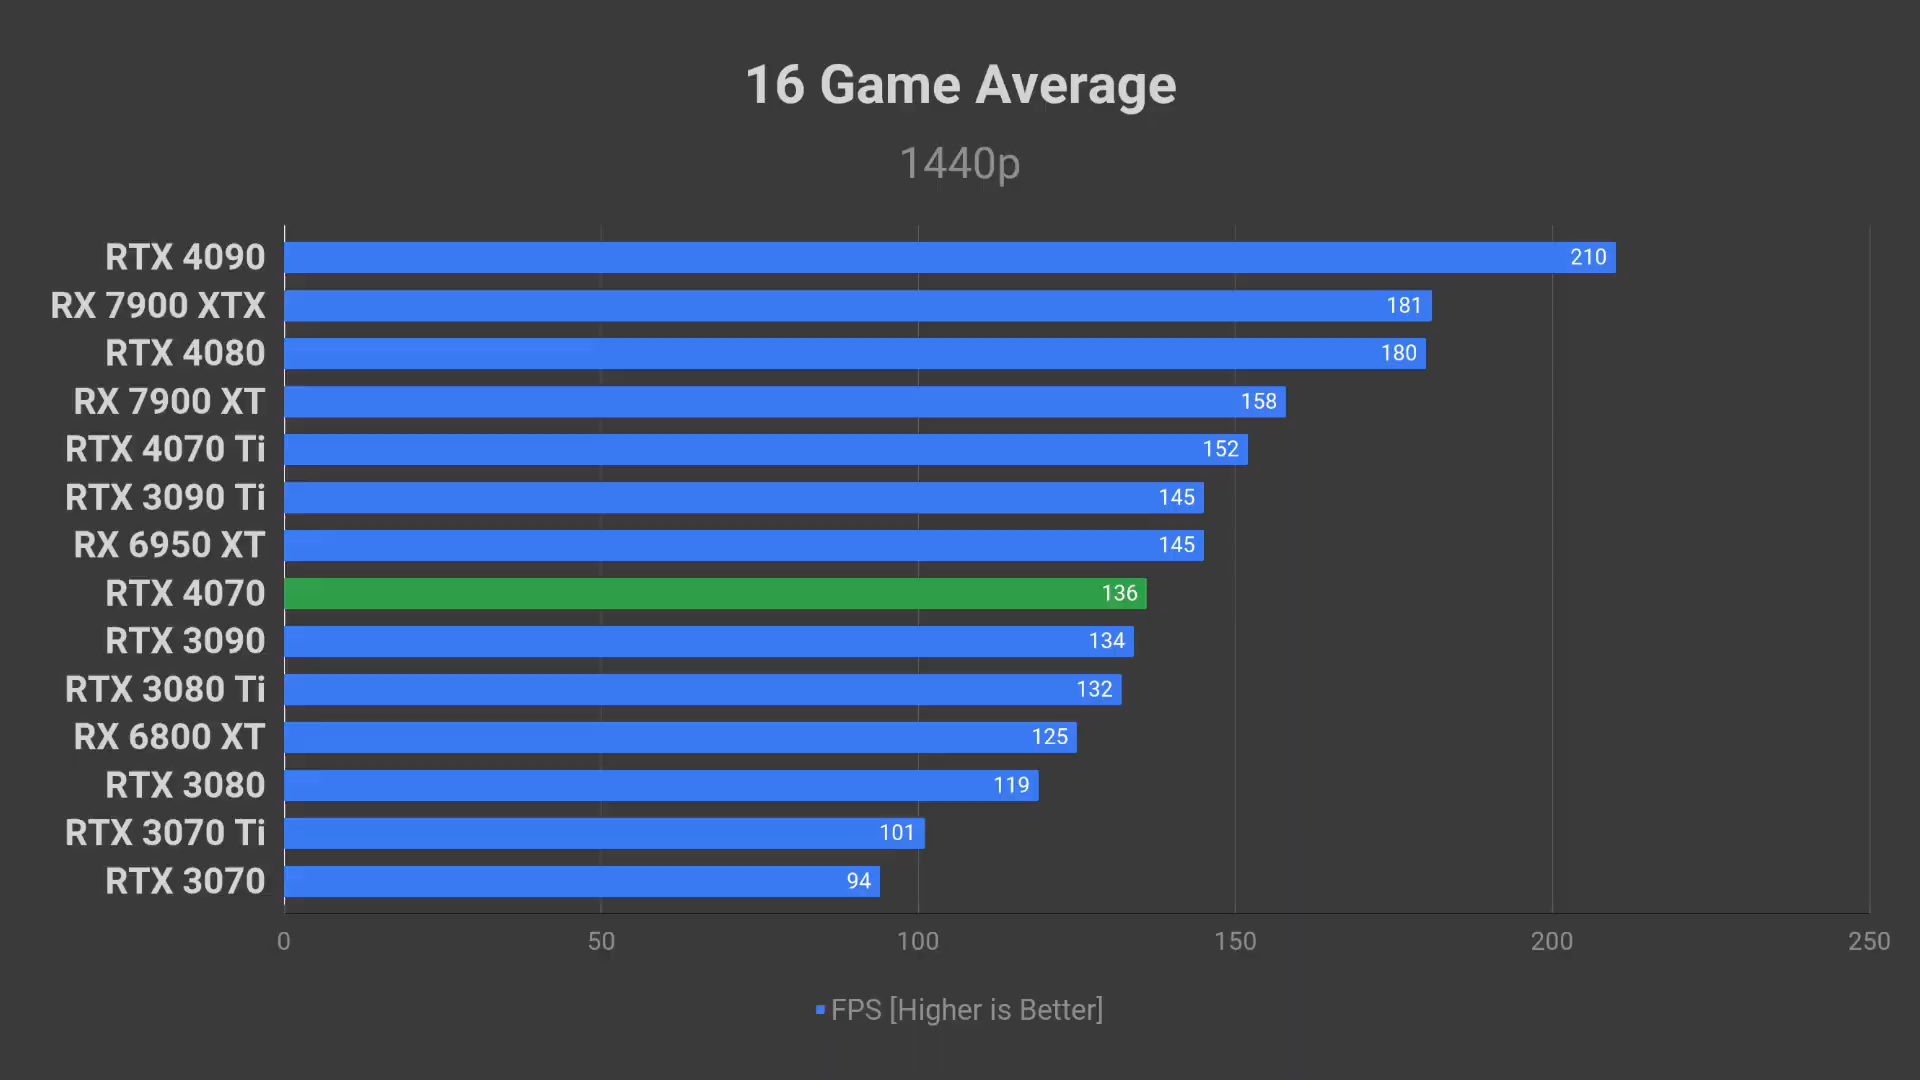 16 Game Average
1440p
RTX 4090 210
RX 7900 XTX 181
RTX 4080 180
RX 7900 XT 158
RTX 4070 Ti 152
RTX 3090 Ti 145
RX 6950 XT 145
RTX 4070 136
RTX 3090 134
RTX 3080 Ti 132
RX 6800 XT 125
RTX 3080 119
RTX 3070 Ti 101
RTX 3070 94
0 50 100 150 200 250
FPS [Higher is Better]